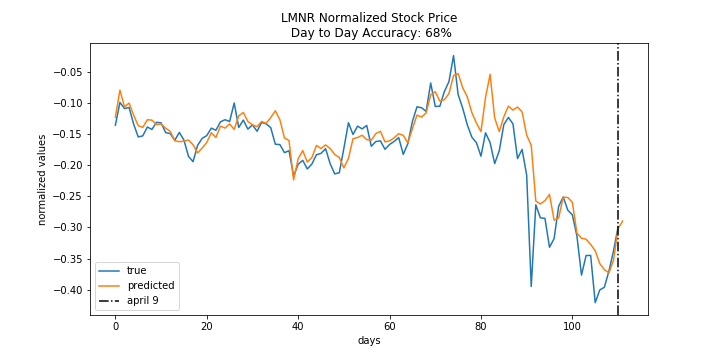 LMNR Normalized Stock Price
Day to Day Accuracy: 68%
normalized values
−0.05
−0.10
−0.15
−0.20
−0.25
−0.30
−0.35
−0.40
true
predicted
april 9
0 20 40 60 80 100
days